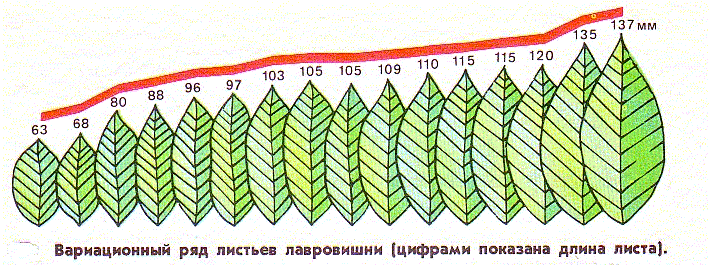 63 68 80 88 96 97 103 105 105 109 110 115 115 120 135 137 мм
Вариационный ряд листьев лавровишни (цифрами показана длина листа).